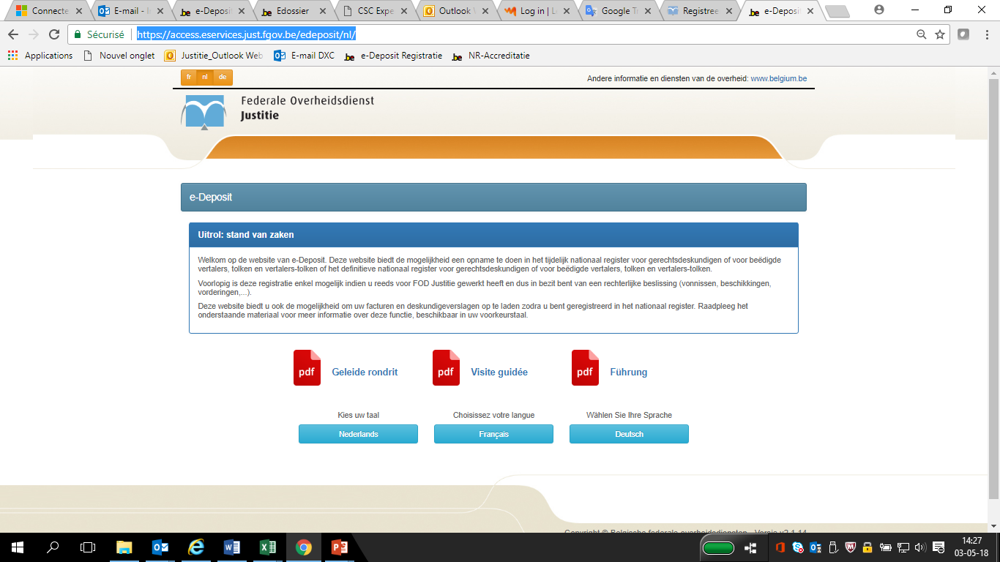 Connecte
E-mail - I
e-Deposi
Edossier
CSC Expe
Outlook
Log in | L
Google Tr
Registree
e-Deposi
Sécurisé
https://access.eservices.just.fgov.be/edeposit/nl/
Applications
Nouvel onglet
Justitie_Outlook Web
E-mail DXC
e-Deposit Registratie
NR-Accreditatie
fr nl de
Andere informatie en diensten van de overheid: www.belgium.be
Federale Overheidsdienst
Justitie
e-Deposit
Uitrol: stand van zaken
Welkom op de website van e-Deposit. Deze website biedt de mogelijkheid een opname te doen in het tijdelijk nationaal register voor gerechtsdeskundigen of voor beëdigde
vertalers, tolken en vertalers-tolken of het definitieve nationaal register voor gerechtsdeskundigen of voor beëdigde vertalers, tolken en vertalers-tolken.
Voorlopig is deze registratie enkel mogelijk indien u reeds voor FOD Justitie gewerkt heeft en dus in bezit bent van een rechterlijke beslissing (vonnissen, beschikkingen,
vorderingen,...).
Deze website biedt u ook de mogelijkheid om uw facturen en deskundigeverslagen op te laden zodra u bent geregistreerd in het nationaal register. Raadpleeg het
onderstaande materiaal voor meer informatie over deze functie, beschikbaar in uw voorkeurstaal.
pdf Geleide rondrit
pdf Visite guidée
pdf Führung
Kies uw taal
Choisissez votre langue
Wählen Sie Ihre Sprache
Nederlands
Français
Deutsch
Copyright © Belgische federale overheidsdiensten - Versie v2.1.14
14:27
03-05-18